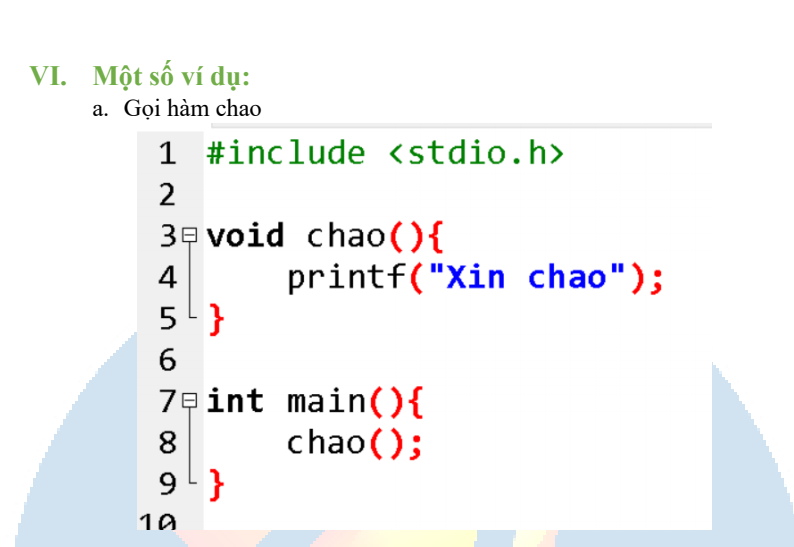 VI. Một số ví dụ:
a. Gọi hàm chao
1 #include <stdio.h>
2
3 void chao(){
4     printf("Xin chao");
5 }
6
7 int main(){
8     chao();
9 }
10